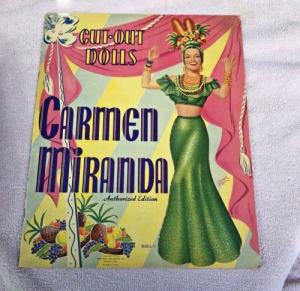 CUT-OUT
DOLLS
CARMEN
MIRANDA
Authorized Edition